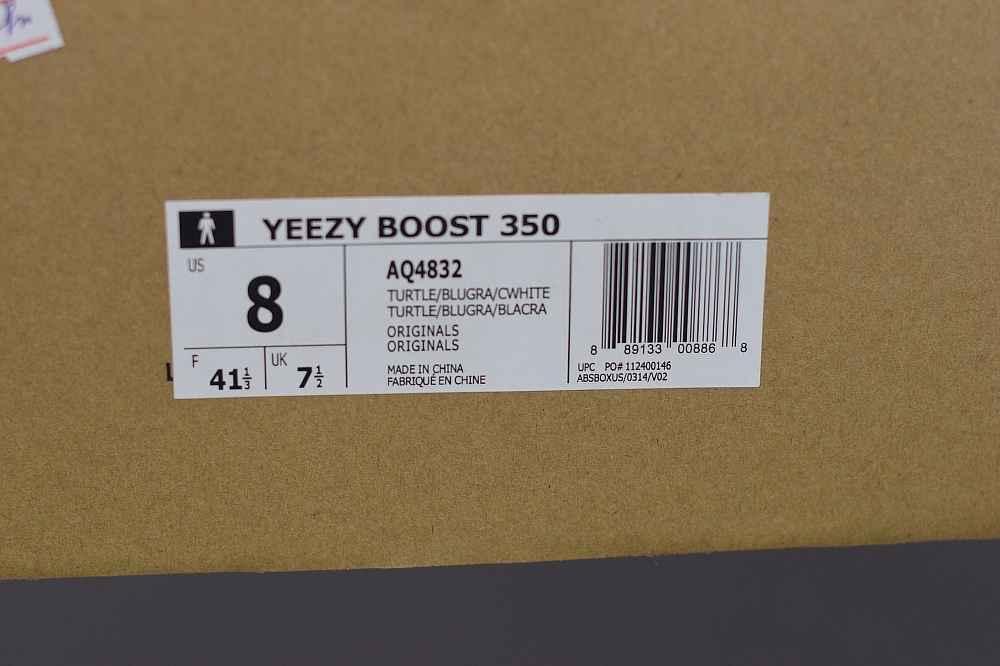 YEEZY BOOST 350
US
8
F
41 1/3
UK
7 1/2
AQ4832
TURTLE/BLUGRA/CWHITE
TURTLE/BLUGRA/BLACRA
ORIGINALS
ORIGINALS
MADE IN CHINA
FABRIQUÉ EN CHINE
8 89133 00886 8
UPC PO# 112400146
ABSBOXUS/0314/V02